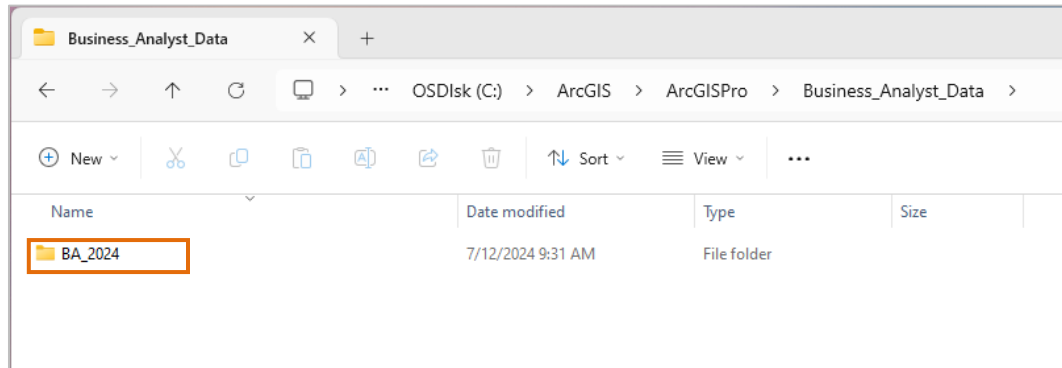 Business_Analyst_Data
OSDIsk (C:) > ArcGIS > ArcGISPro > Business_Analyst_Data >
New Sort View
Name Date modified Type Size
BA_2024 7/12/2024 9:31 AM File folder